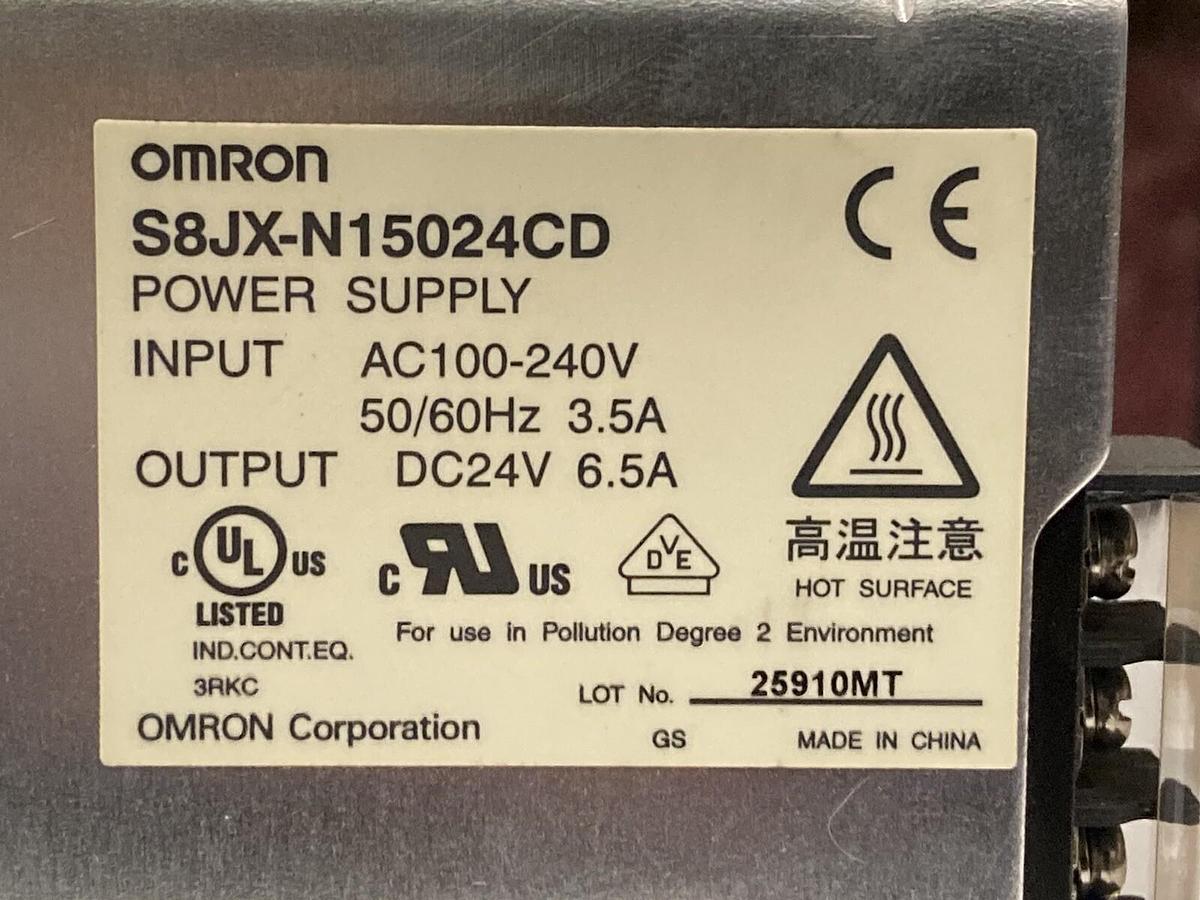 OMRON
CE
S8JX-N15024CD
POWER SUPPLY
INPUT AC100-240V
50/60Hz 3.5A
OUTPUT DC24V 6.5A
C UL US
LISTED
IND.CONT.EQ.
3RKC
C RU US
DVE
高温注意
HOT SURFACE
For use in Pollution Degree 2 Environment
LOT No. 25910MT
OMRON Corporation
GS
MADE IN CHINA